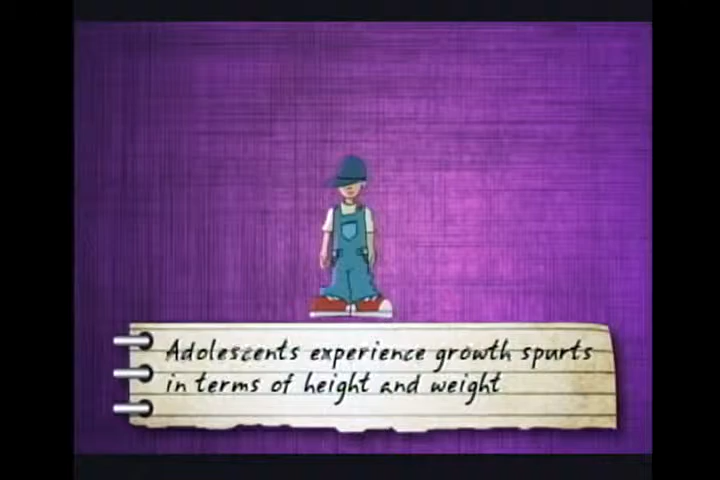 Adolescents experience growth spurts
in terms of height and weight